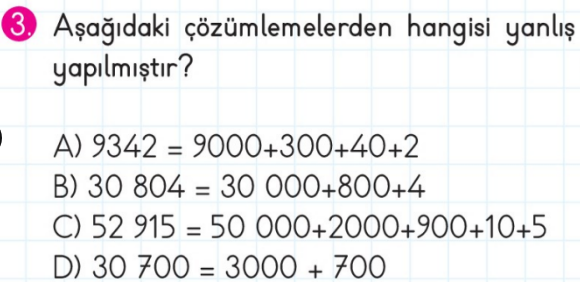 3. Aşağıdaki çözümlemelerden hangisi yanlış
yapılmıştır?
A) 9342 = 9000+300+40+2
B) 30 804 = 30 000+800+4
C) 52 915 = 50 000+2000+900+10+5
D) 30 700 = 3000 + 700